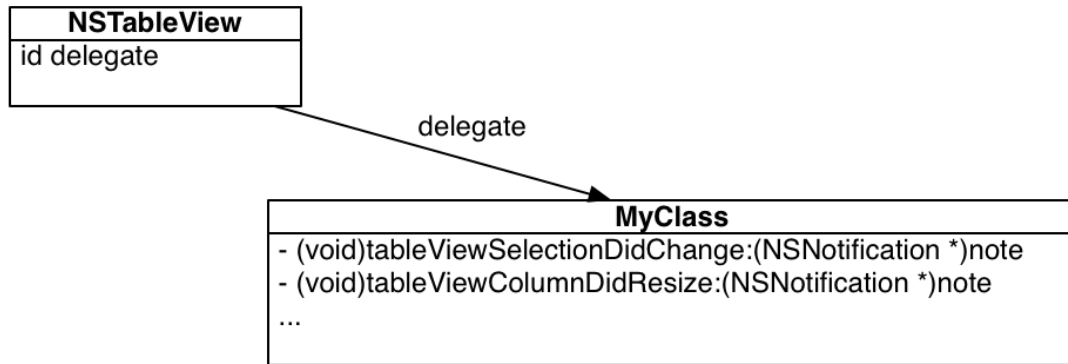 NSTableView
id delegate
delegate
MyClass
- (void)tableViewSelectionDidChange:(NSNotification *)note
- (void)tableViewColumnDidResize:(NSNotification *)note
...